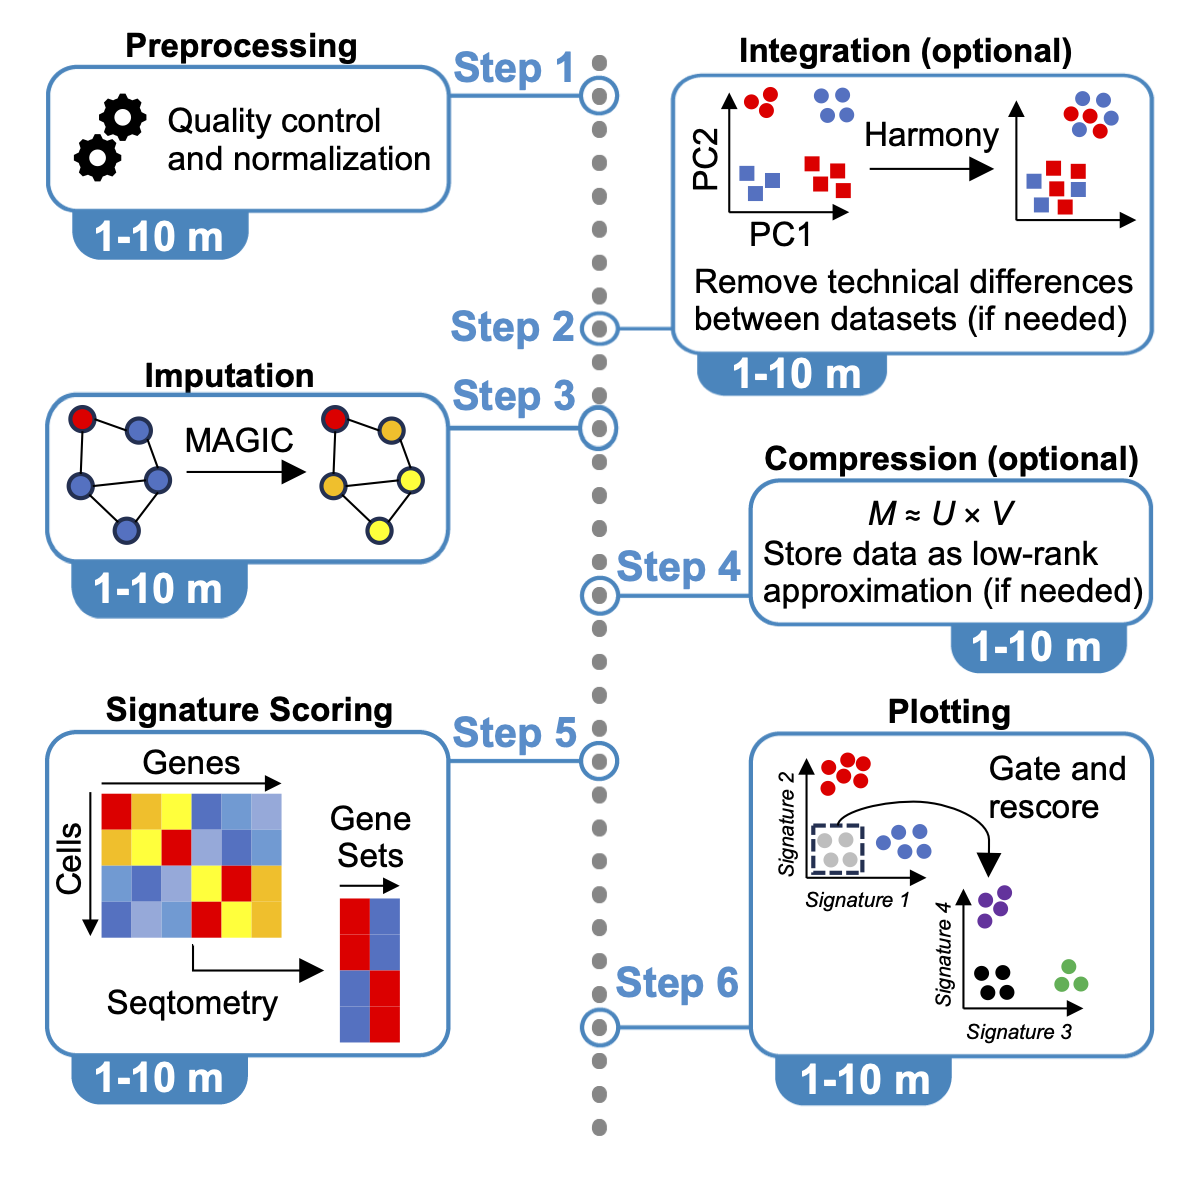 Preprocessing
Step 1
Quality control
and normalization
1-10 m
Integration (optional)
PC2
PC1
Harmony
Remove technical differences
between datasets (if needed)
Step 2
1-10 m
Imputation
Step 3
MAGIC
1-10 m
Compression (optional)
Step 4
M ≈ U × V
Store data as low-rank
approximation (if needed)
1-10 m
Signature Scoring
Step 5
Genes
Cells
Gene
Sets
Seqtometry
1-10 m
Plotting
Step 6
Signature 2
Signature 1
Gate and
rescore
Signature 4
Signature 3
1-10 m